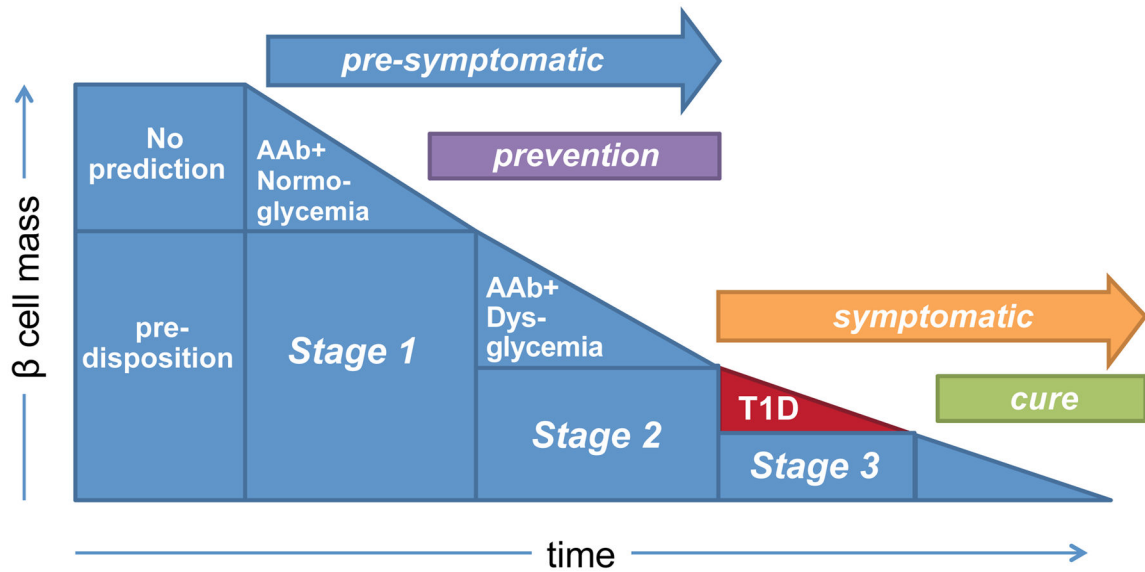 pre-symptomatic
No
prediction
AAb+
Normo-
glycemia
prevention
β cell mass
pre-
disposition
Stage 1
AAb+
Dys-
glycemia
symptomatic
Stage 2
T1D
cure
Stage 3
time